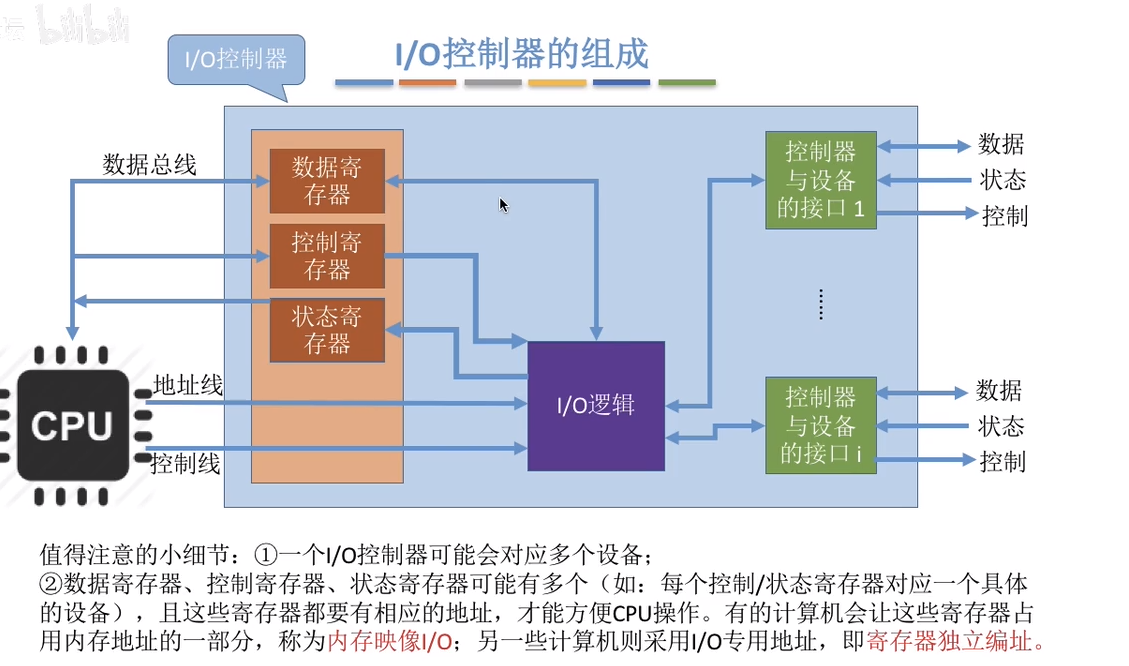 bilibili
I/O控制器的组成
I/O控制器
数据总线
数据寄
存器
控制寄
存器
状态寄
存器
地址线
控制线
CPU
I/O逻辑
控制器
与设备
的接口 1
数据
状态
控制
......
控制器
与设备
的接口 i
数据
状态
控制
值得注意的小细节：①一个I/O控制器可能会对应多个设备；
②数据寄存器、控制寄存器、状态寄存器可能有多个（如：每个控制/状态寄存器对应一个具体
的设备），且这些寄存器都要有相应的地址，才能方便CPU操作。有的计算机会让这些寄存器占
用内存地址的一部分，称为内存映像I/O；另一些计算机则采用I/O专用地址，即寄存器独立编址。